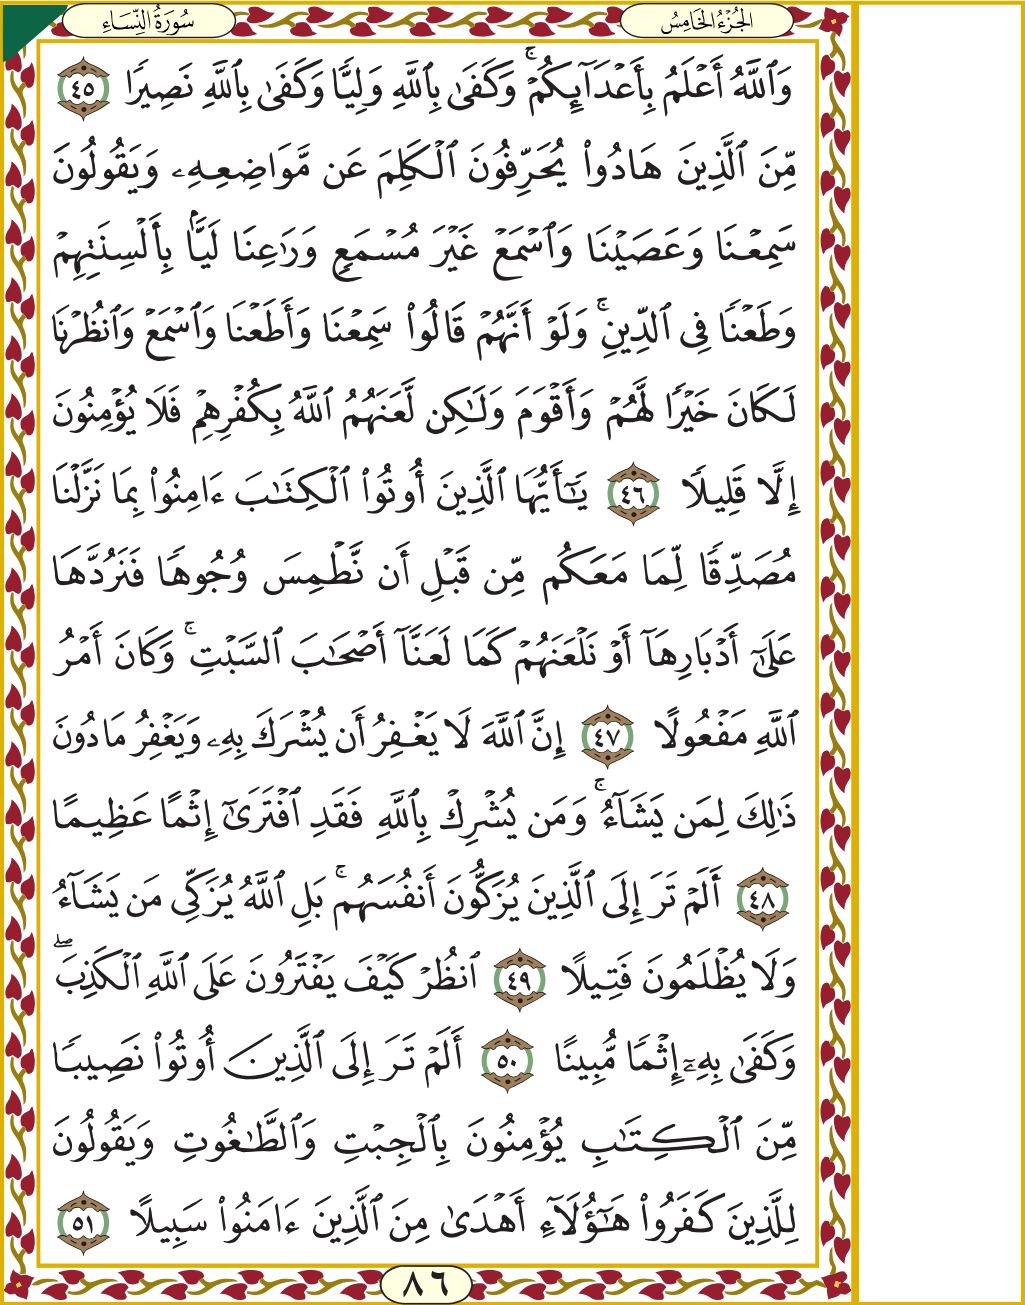 الجُزْءُ الخَامِسُ
سُورَةُ النِّسَاءِ
وَٱللَّهُ أَعْلَمُ بِأَعْدَآئِكُمْ ۚ وَكَفَىٰ بِٱللَّهِ وَلِيًّا وَكَفَىٰ بِٱللَّهِ نَصِيرًا ٤٥
مِّنَ ٱلَّذِينَ هَادُوا۟ يُحَرِّفُونَ ٱلْكَلِمَ عَن مَّوَاضِعِهِۦ وَيَقُولُونَ
سَمِعْنَا وَعَصَيْنَا وَٱسْمَعْ غَيْرَ مُسْمَعٍ وَرَٰعِنَا لَيًّۢا بِأَلْسِنَتِهِمْ
وَطَعْنًا فِى ٱلدِّينِ ۚ وَلَوْ أَنَّهُمْ قَالُوا۟ سَمِعْنَا وَأَطَعْنَا وَٱسْمَعْ وَٱنظُرْنَا
لَكَانَ خَيْرًا لَّهُمْ وَأَقْوَمَ وَلَـٰكِن لَّعَنَهُمُ ٱللَّهُ بِكُفْرِهِمْ فَلَا يُؤْمِنُونَ
إِلَّا قَلِيلًا ٤٦ يَـٰٓأَيُّهَا ٱلَّذِينَ أُوتُوا۟ ٱلْكِتَـٰبَ ءَامِنُوا۟ بِمَا نَزَّلْنَا
مُصَدِّقًا لِّمَا مَعَكُم مِّن قَبْلِ أَن نَّطْمِسَ وُجُوهًا فَنَرُدَّهَا
عَلَىٰٓ أَدْبَارِهَآ أَوْ نَلْعَنَهُمْ كَمَا لَعَنَّآ أَصْحَـٰبَ ٱلسَّبْتِ ۚ وَكَانَ أَمْرُ
ٱللَّهِ مَفْعُولًا ٤٧ إِنَّ ٱللَّهَ لَا يَغْفِرُ أَن يُشْرَكَ بِهِۦ وَيَغْفِرُ مَا دُونَ
ذَٰلِكَ لِمَن يَشَآءُ ۚ وَمَن يُشْرِكْ بِٱللَّهِ فَقَدِ ٱفْتَرَىٰٓ إِثْمًا عَظِيمًا
٤٨ أَلَمْ تَرَ إِلَى ٱلَّذِينَ يُزَكُّونَ أَنفُسَهُم ۚ بَلِ ٱللَّهُ يُزَكِّى مَن يَشَآءُ
وَلَا يُظْلَمُونَ فَتِيلًا ٤٩ ٱنظُرْ كَيْفَ يَفْتَرُونَ عَلَى ٱللَّهِ ٱلْكَذِبَ ۖ
وَكَفَىٰ بِهِۦٓ إِثْمًا مُّبِينًا ٥٠ أَلَمْ تَرَ إِلَى ٱلَّذِينَ أُوتُوا۟ نَصِيبًا
مِّنَ ٱلْكِتَـٰبِ يُؤْمِنُونَ بِٱلْجِبْتِ وَٱلطَّـٰغُوتِ وَيَقُولُونَ
لِلَّذِينَ كَفَرُوا۟ هَـٰٓؤُلَآءِ أَهْدَىٰ مِنَ ٱلَّذِينَ ءَامَنُوا۟ سَبِيلًا ٥١
٨٦